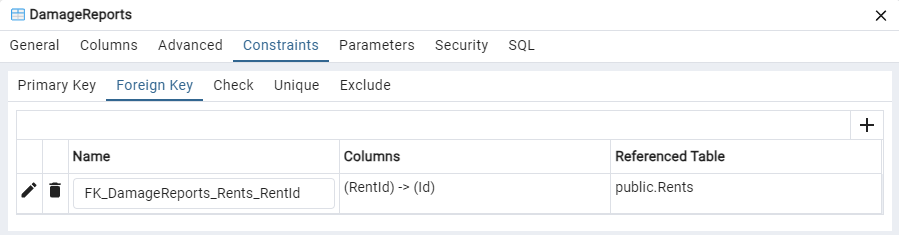 DamageReports
General Columns Advanced Constraints Parameters Security SQL
Primary Key Foreign Key Check Unique Exclude
Name Columns Referenced Table
FK_DamageReports_Rents_RentId (RentId) -> (Id) public.Rents